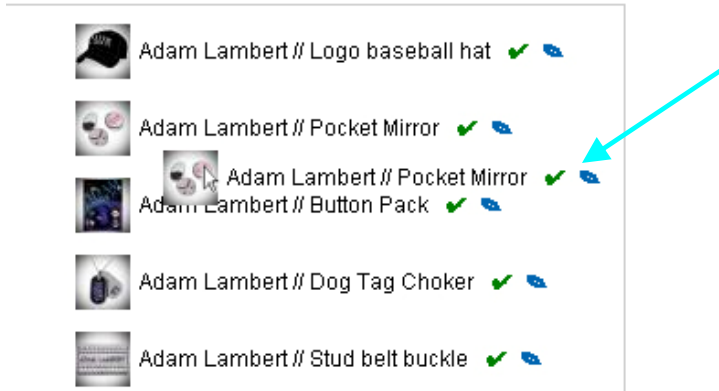 Adam Lambert // Logo baseball hat
Adam Lambert // Pocket Mirror
Adam Lambert // Pocket Mirror
Adam Lambert // Button Pack
Adam Lambert // Dog Tag Choker
Adam Lambert // Stud belt buckle